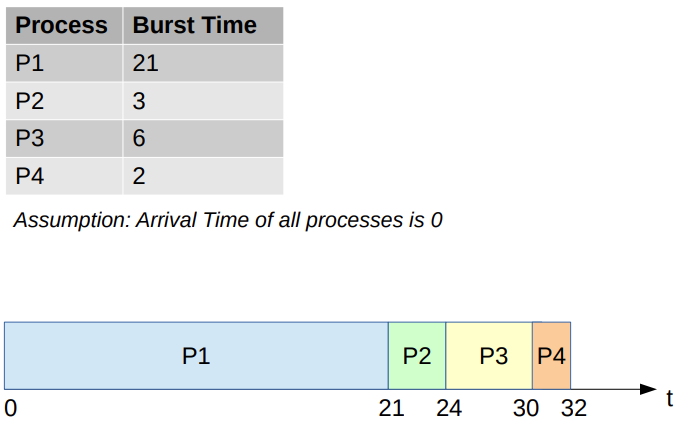 Process Burst Time
P1 21
P2 3
P3 6
P4 2
Assumption: Arrival Time of all processes is 0
P1 P2 P3 P4
0 21 24 30 32 t